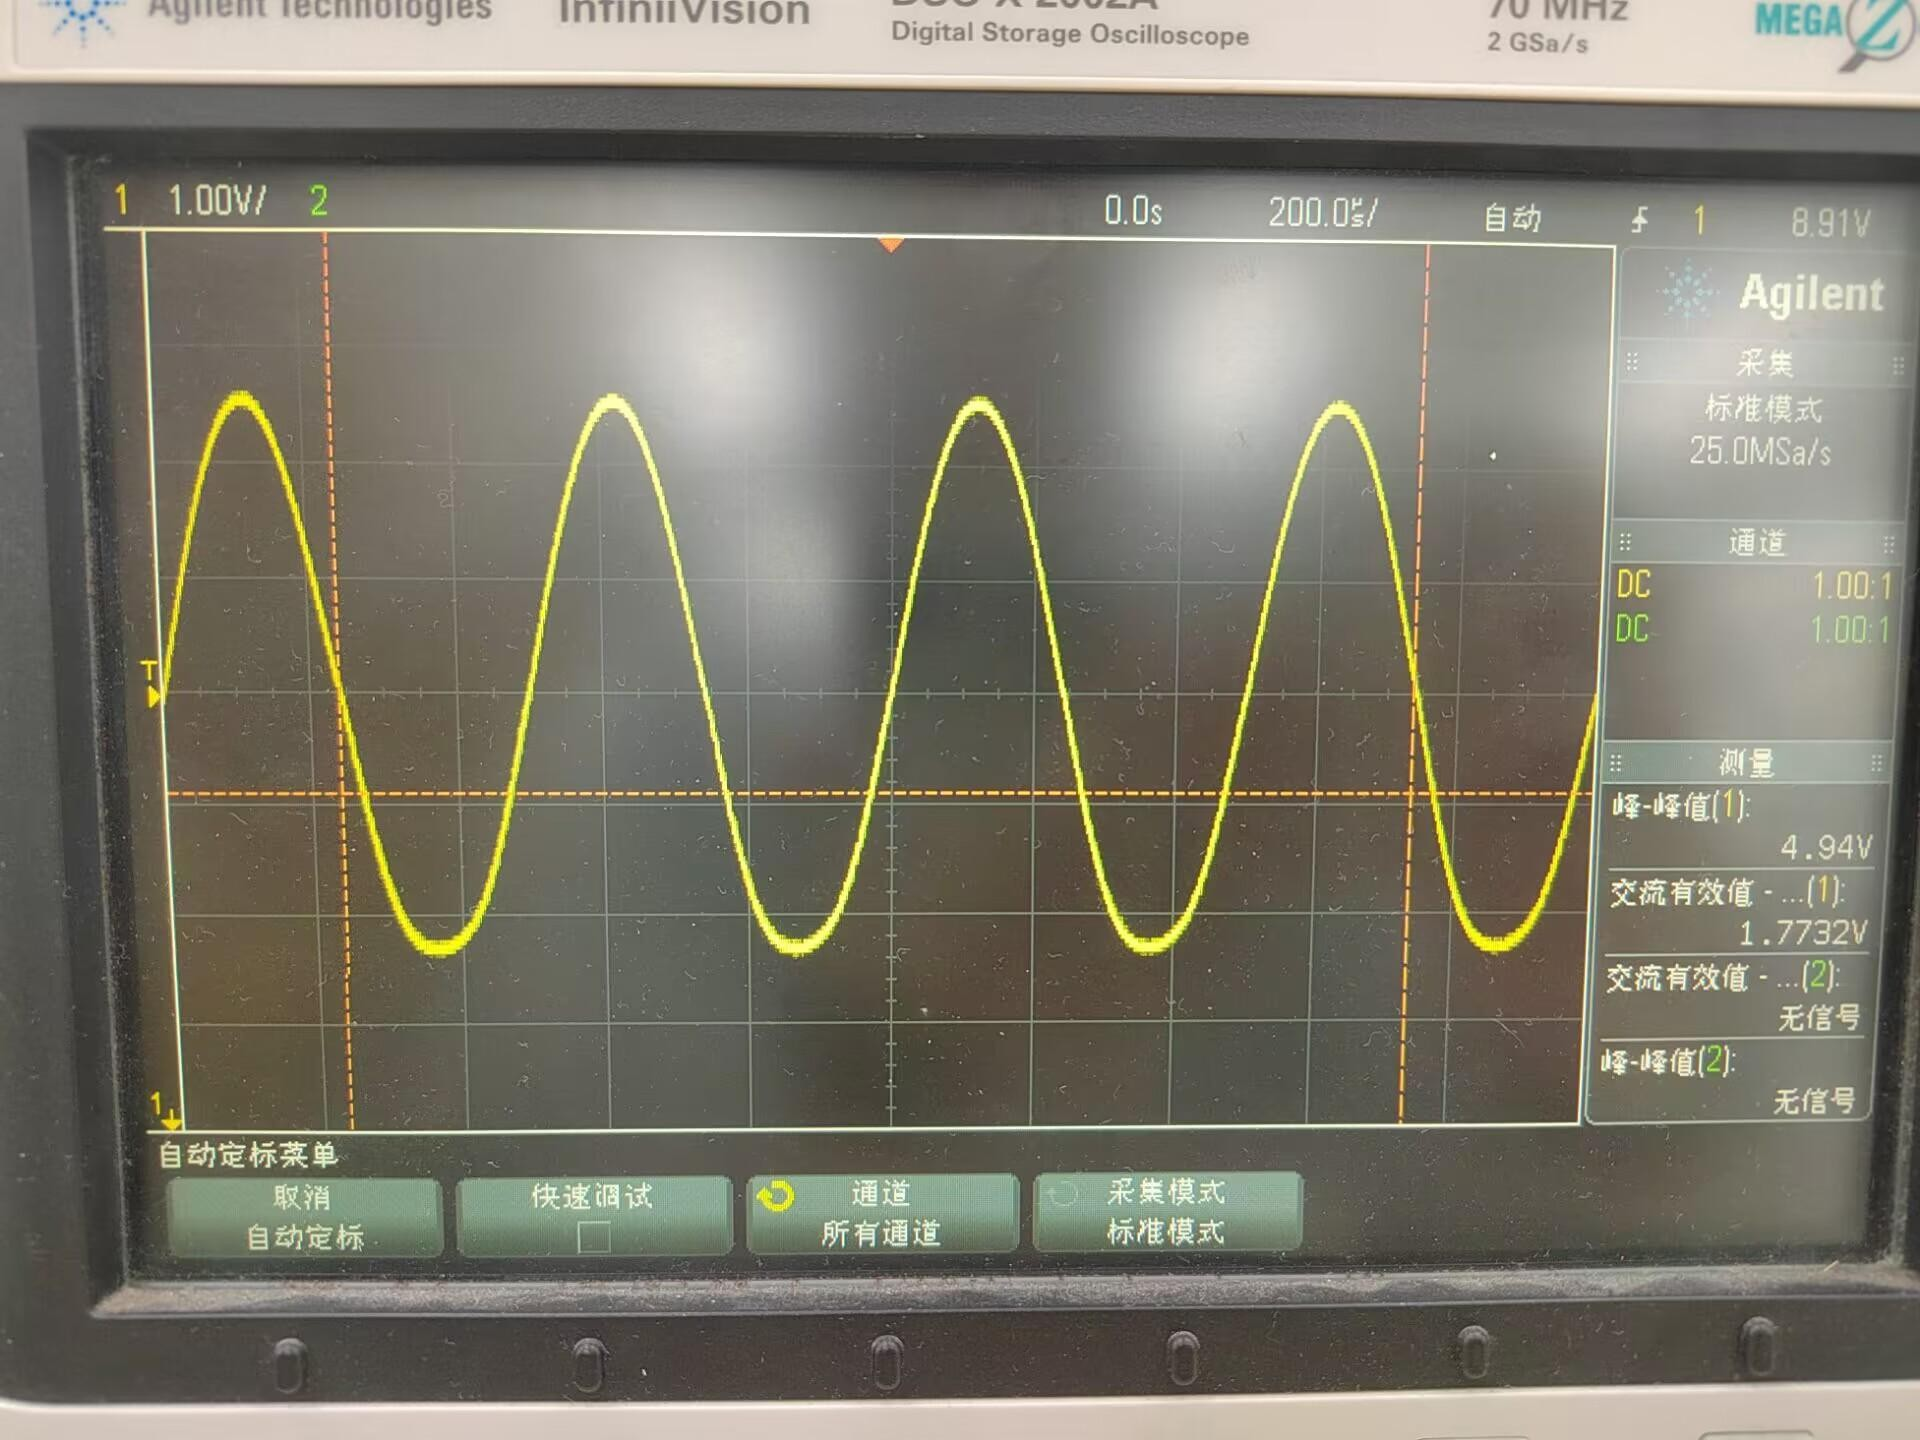 Agilent Technologies InfiniiVision DSO-X 2002A 70 MHz MEGA Z
Digital Storage Oscilloscope 2 GSa/s
1 1.00V/ 2 0.0s 200.0µs/ 自动 1 8.91V
Agilent
采集
标准模式
25.0MSa/s
通道
DC 1.00:1
DC 1.00:1
T
测量
峰-峰值(1):
4.94V
交流有效值 - ...(1):
1.7732V
交流有效值 - ...(2):
无信号
峰-峰值(2):
无信号
1
自动定标菜单
取消
自动定标
快速调试
通道
所有通道
采集模式
标准模式